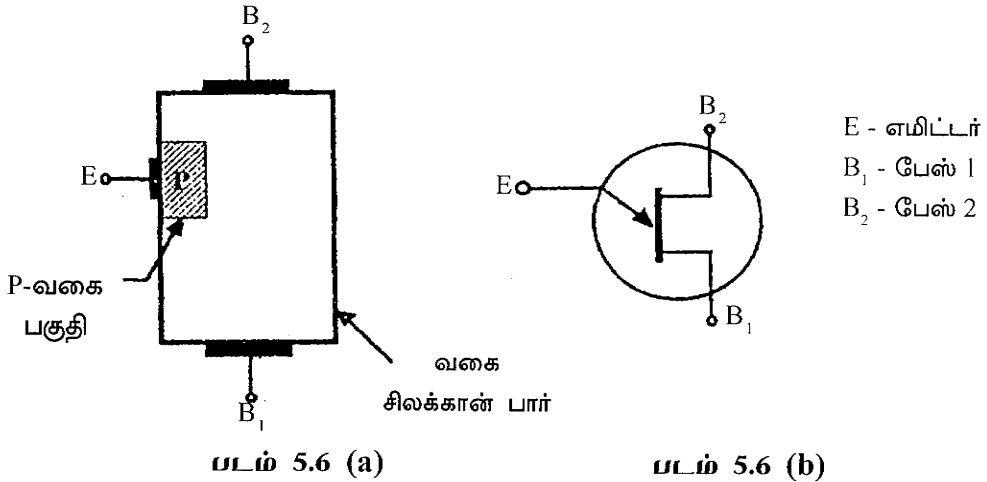 B₂
E
P
P-வகை
பகுதி
B₁
வகை
சிலக்கான் பார்
படம் 5.6 (a)
B₂
E
B₁
E - எமிட்டர்
B₁ - பேஸ் 1
B₂ - பேஸ் 2
படம் 5.6 (b)